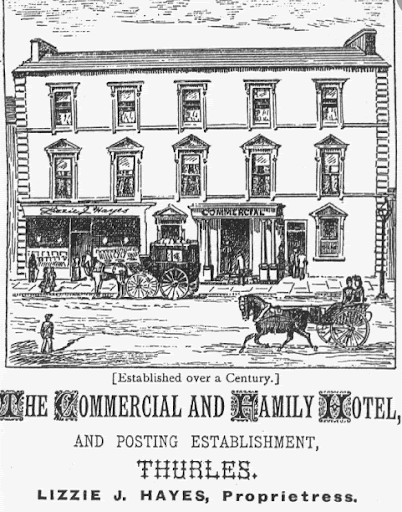 Lizzie J. Hayes
COMMERCIAL
[Established over a Century.]
THE COMMERCIAL AND FAMILY HOTEL,
AND POSTING ESTABLISHMENT,
THURLES.
LIZZIE J. HAYES, Proprietress.